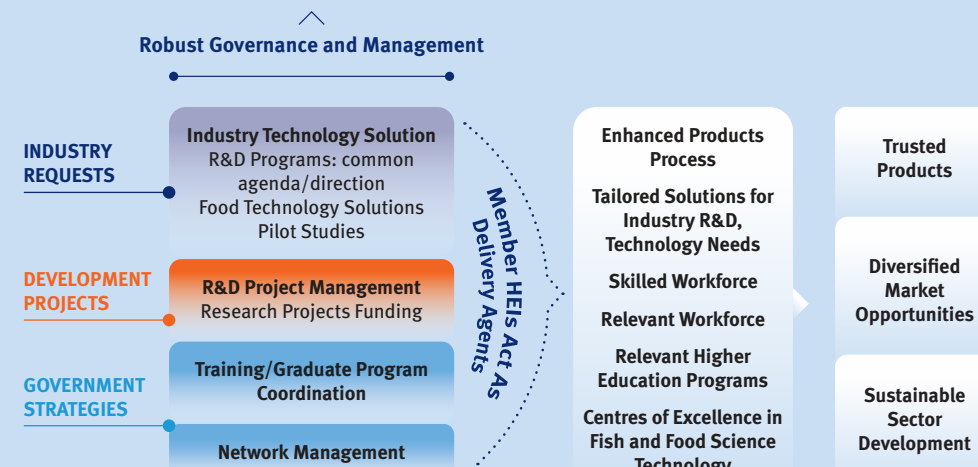 Robust Governance and Management
INDUSTRY
REQUESTS
Industry Technology Solution
R&D Programs: common
agenda/direction
Food Technology Solutions
Pilot Studies
DEVELOPMENT
PROJECTS
R&D Project Management
Research Projects Funding
GOVERNMENT
STRATEGIES
Training/Graduate Program
Coordination
Network Management
Member HEIs Act As
Delivery Agents
Enhanced Products
Process
Tailored Solutions for
Industry R&D,
Technology Needs
Skilled Workforce
Relevant Workforce
Relevant Higher
Education Programs
Centres of Excellence in
Fish and Food Science
Technology
Trusted
Products
Diversified
Market
Opportunities
Sustainable
Sector
Development